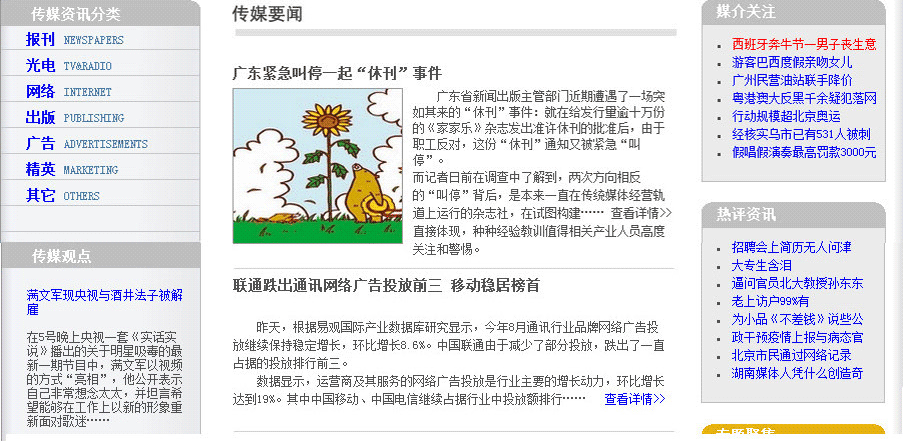 传媒资讯分类
报刊 NEWSPAPERS
光电 TV&RADIO
网络 INTERNET
出版 PUBLISHING
广告 ADVERTISEMENTS
精英 MARKETING
其它 OTHERS
传媒观点
满文军现央视与酒井法子被解
雇
在5号晚上央视一套《实话实
说》播出的关于明星吸毒的最
新一期节目中，满文军以视频
的方式“亮相”，他公开表示
自己非常想念太太，并坦言希
望能够在工作上以新的形象重
新面对歌迷……
传媒要闻
广东紧急叫停一起“休刊”事件
广东省新闻出版主管部门近期遭遇了一场突
如其来的“休刊”事件：就在给发行量逾十万份
的《家家乐》杂志发出准许休刊的批准后，由于
职工反对，这份“休刊”通知又被紧急“叫
停”。
而记者日前在调查中了解到，两次方向相反
的“叫停”背后，是本来一直在传统媒体经营轨
道上运行的杂志社，在试图构建…… 查看详情>>
直接体现，种种经验教训值得相关产业人员高度
关注和警惕。
联通跌出通讯网络广告投放前三 移动稳居榜首
昨天，根据易观国际产业数据库研究显示，今年8月通讯行业品牌网络广告投
放继续保持稳定增长，环比增长8.6%。中国联通由于减少了部分投放，跌出了一直
占据的投放排行前三。
数据显示，运营商及其服务的网络广告投放是行业主要的增长动力，环比增长
达到19%。其中中国移动、中国电信继续占据行业中投放额排行…… 查看详情>>
媒介关注
西班牙奔牛节一男子丧生意
游客巴西度假亲吻女儿
广州民营油站联手降价
粤港澳大反黑千余疑犯落网
行动规模超北京奥运
经核实乌市已有531人被刺
假唱假演奏最高罚款3000元
热评资讯
招聘会上简历无人问津
大专生含泪
逼问官员北大教授孙东东
老上访户99%有
为小品《不差钱》说些公
政干预疫情上报与病态官
北京市民通过网络记录
湖南媒体人凭什么创造奇